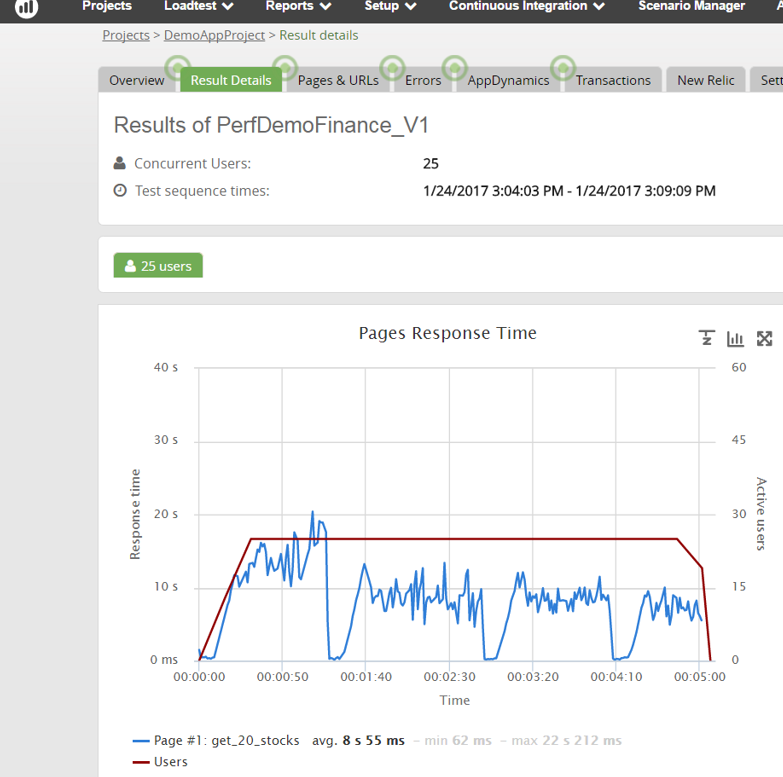 Projects Loadtest Reports Setup Continuous Integration Scenario Manager
Projects > DemoAppProject > Result details
Overview Result Details Pages & URLs Errors AppDynamics Transactions New Relic Sett
Results of PerfDemoFinance_V1
Concurrent Users: 25
Test sequence times: 1/24/2017 3:04:03 PM - 1/24/2017 3:09:09 PM
25 users
Pages Response Time
40 s 60
30 s 45
20 s 30
10 s 15
0 ms 0
Response time
Active users
00:00:00 00:00:50 00:01:40 00:02:30 00:03:20 00:04:10 00:05:00
Time
Page #1: get_20_stocks avg. 8 s 55 ms – min 62 ms – max 22 s 212 ms
Users